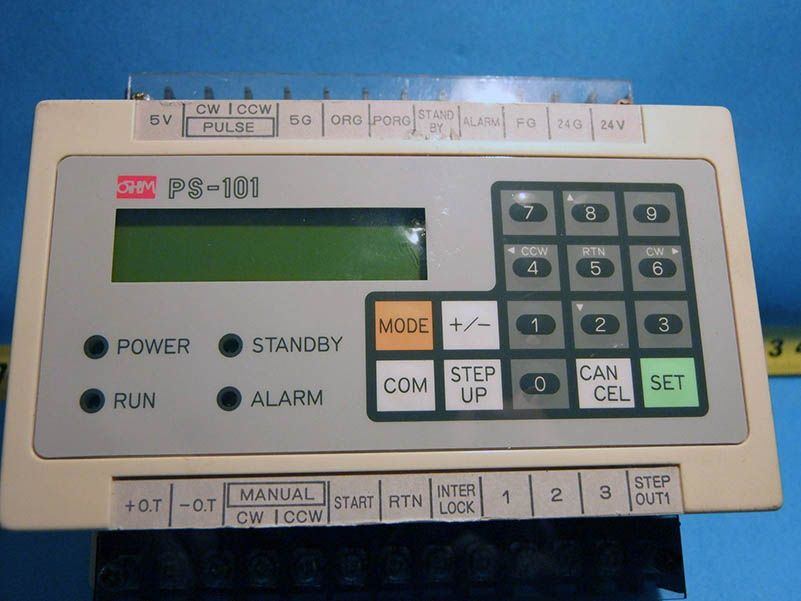 5V CW CCW 5G ORG PORG STAND ALARM FG 24G 24V
PULSE BY
OHM PS-101
7 8 9
CCW RTN CW
4 5 6
MODE +/- 1 2 3
POWER STANDBY
COM STEP UP 0 CAN CEL SET
RUN ALARM
3 4
+O.T -O.T MANUAL START RTN INTER LOCK 1 2 3 STEP OUT1
CW CCW